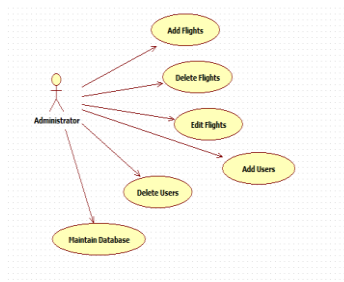 Add Flights
Delete Flights
Administrator
Edit Flights
Add Users
Delete Users
Maintain Database